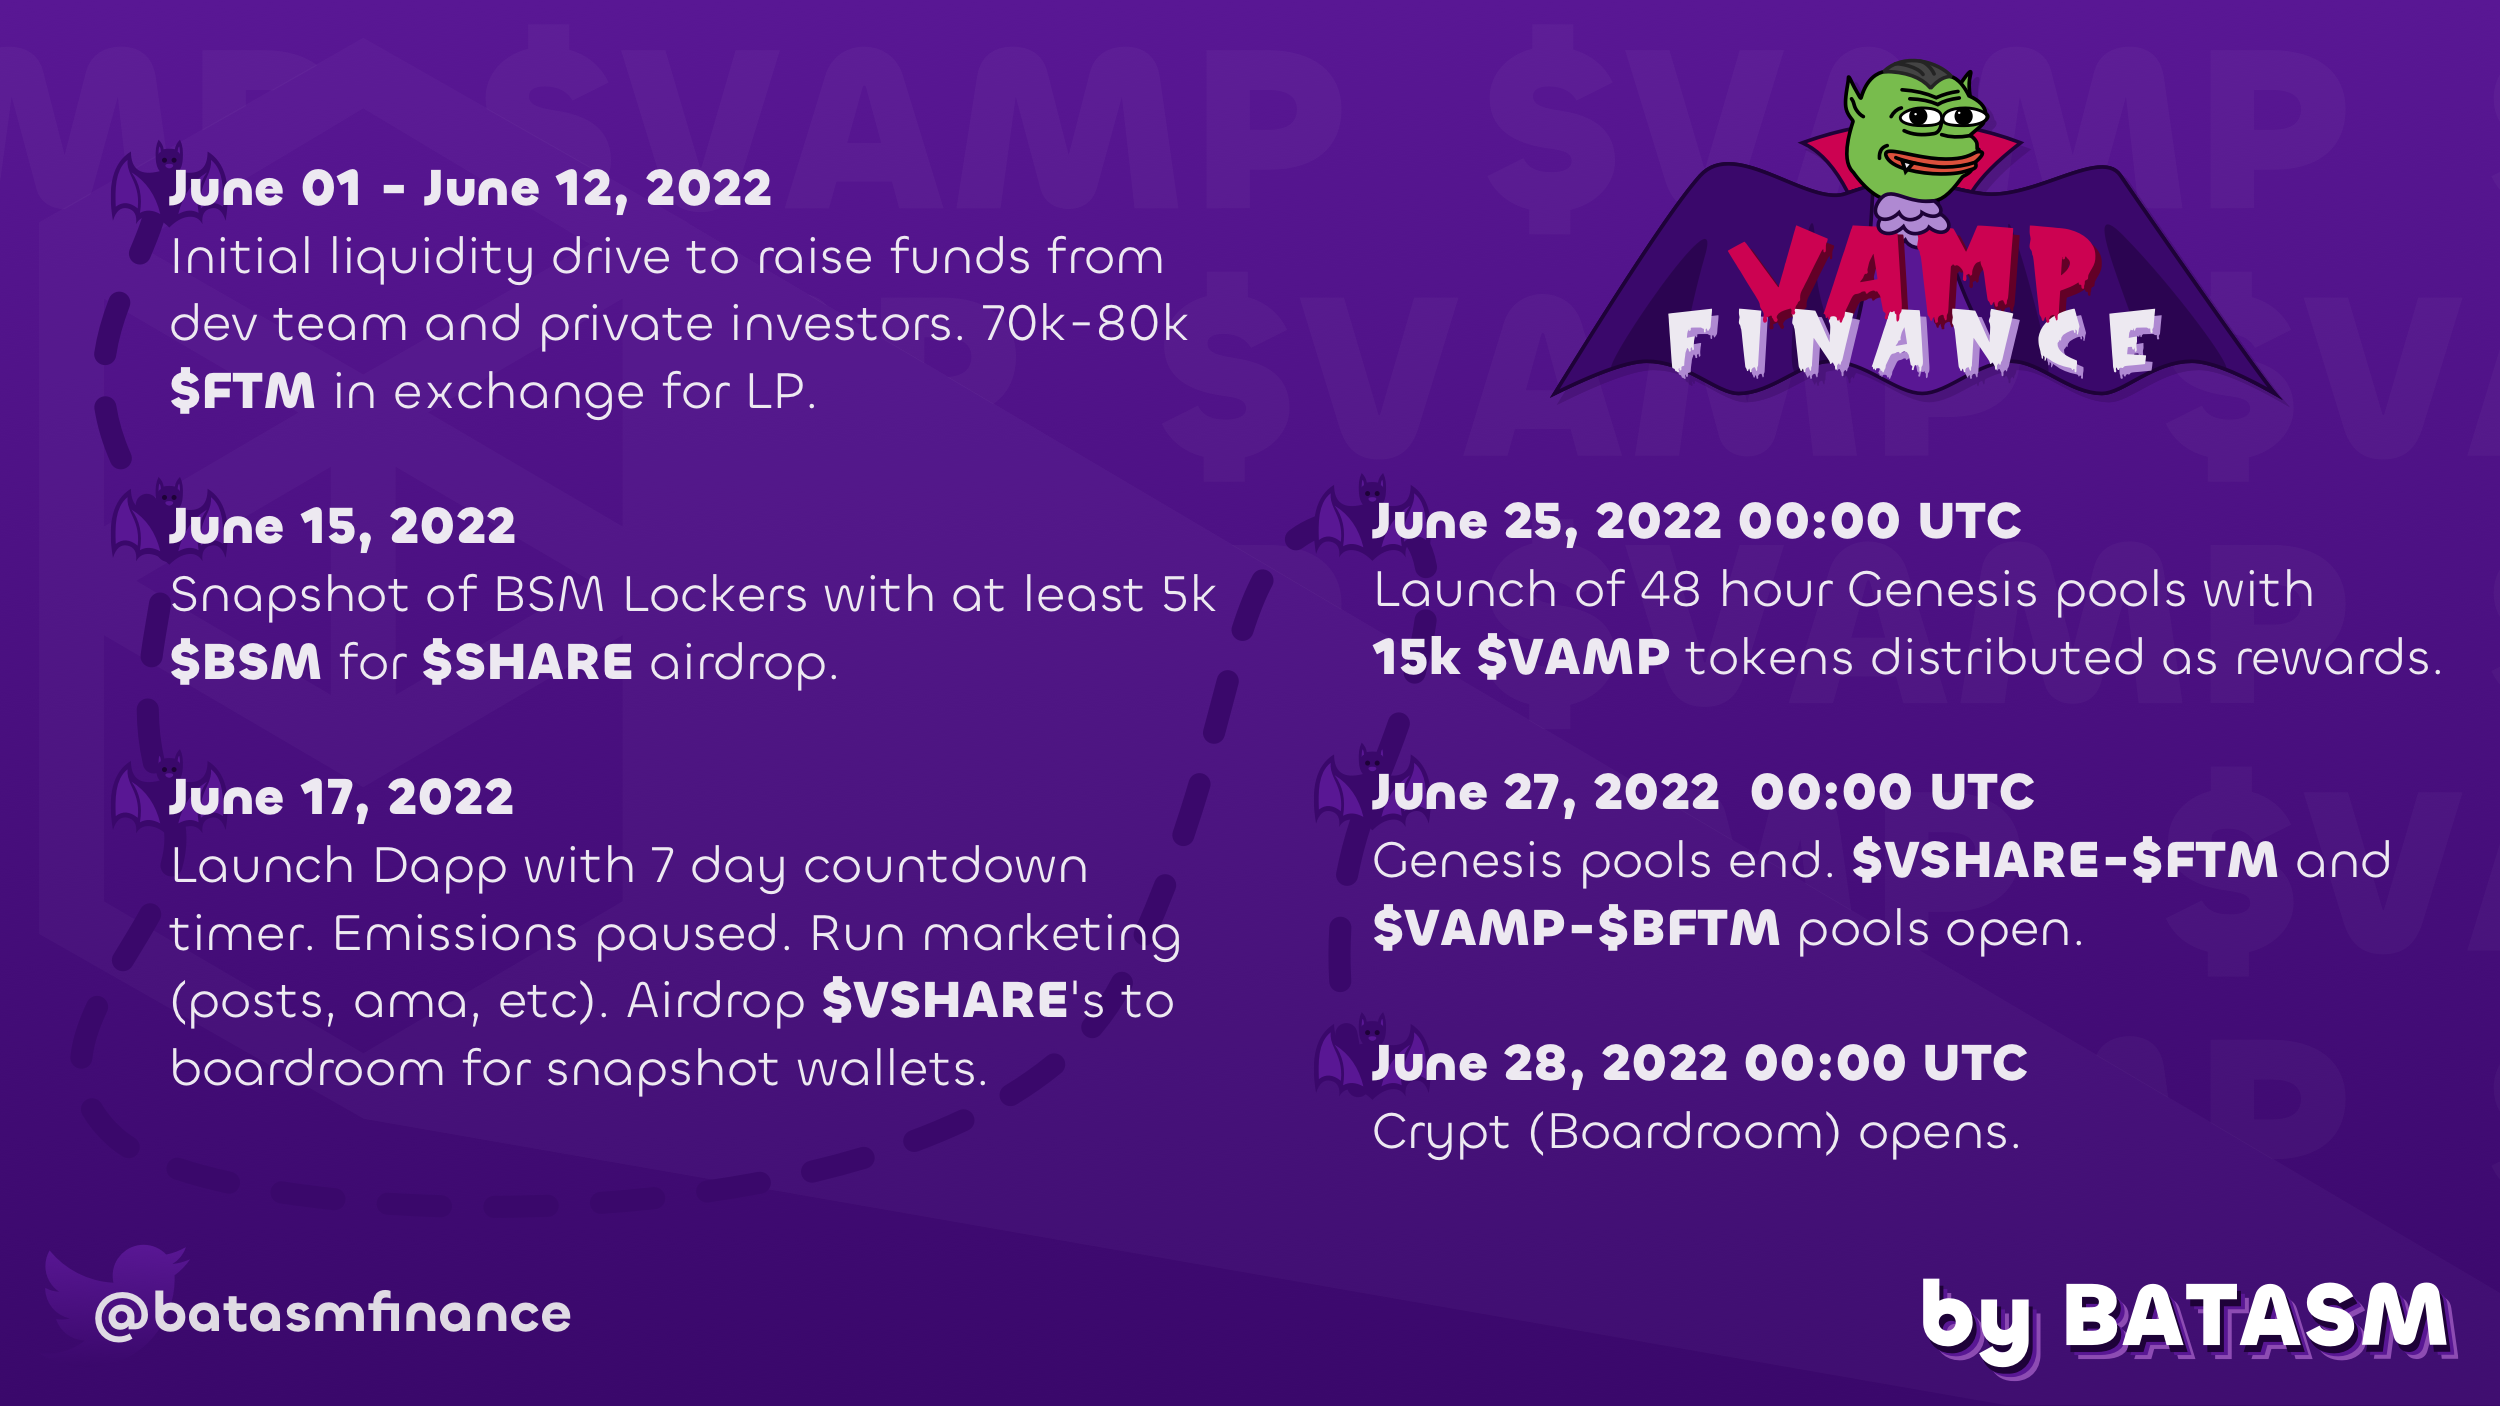 June 01 - June 12, 2022
Initial liquidity drive to raise funds from
dev team and private investors. 70k-80k
$FTM in exchange for LP.
June 15, 2022
Snapshot of BSM Lockers with at least 5k
$BSM for $SHARE airdrop.
June 17, 2022
Launch Dapp with 7 day countdown
timer. Emissions paused. Run marketing
(posts, ama, etc). Airdrop $VSHARE's to
boardroom for snapshot wallets.
VAMP
FINANCE
June 25, 2022 00:00 UTC
Launch of 48 hour Genesis pools with
15k $VAMP tokens distributed as rewards.
June 27, 2022  00:00 UTC
Genesis pools end. $VSHARE-$FTM and
$VAMP-$BFTM pools open.
June 28, 2022 00:00 UTC
Crypt (Boardroom) opens.
@batasmfinance
by BATASM
$VAMP $VAMP
$VAMP
$VAMP